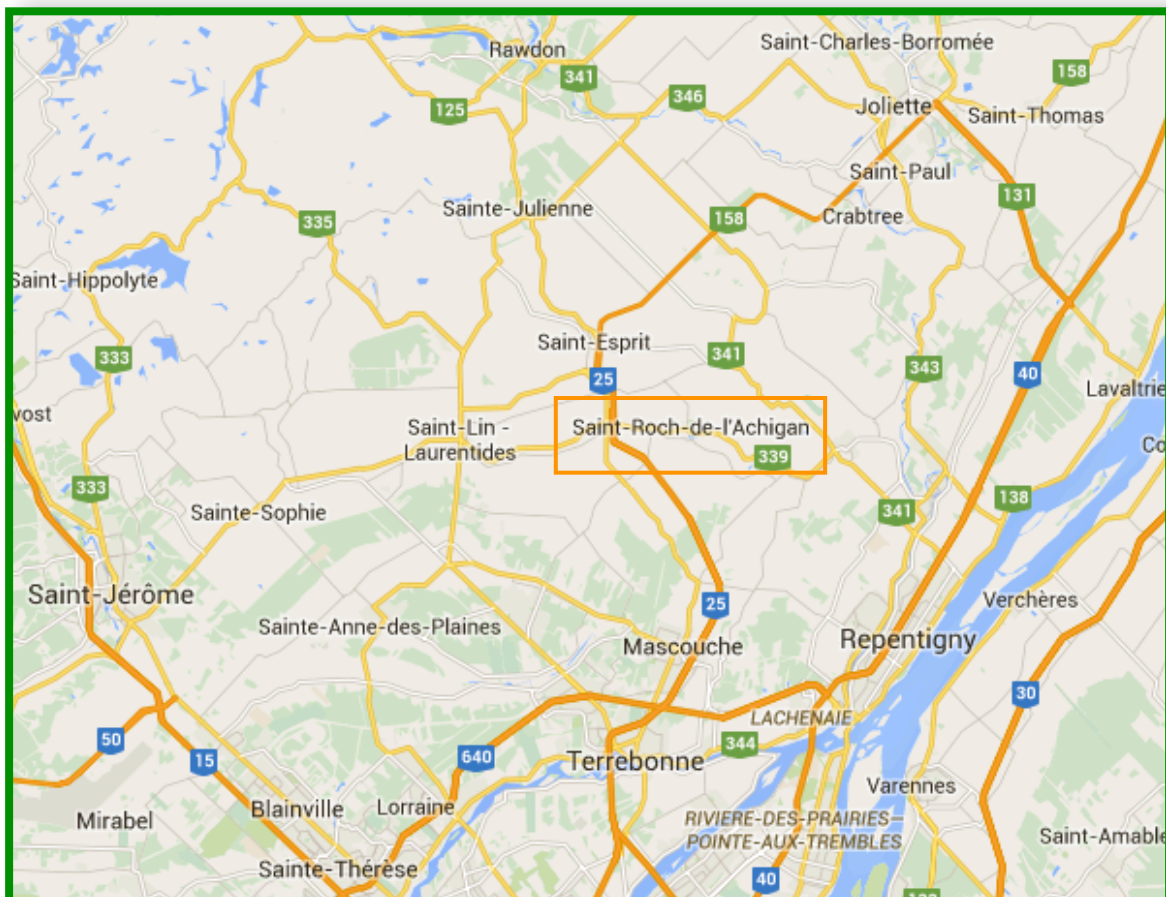 Rawdon
Saint-Charles-Borromée
341
158
346
125
Joliette
Saint-Thomas
Saint-Paul
131
Sainte-Julienne
158
Crabtree
335
Saint-Hippolyte
Saint-Esprit
333
341
343
40
25
Lavaltrie
vost
Saint-Lin -
Laurentides
Saint-Roch-de-l'Achigan
339
Co
333
138
Sainte-Sophie
341
Saint-Jérôme
25
Verchères
Sainte-Anne-des-Plaines
Mascouche
Repentigny
30
LACHENAIE
50
344
15
640
Terrebonne
Varennes
Blainville
Lorraine
Mirabel
RIVIERE-DES-PRAIRIES—
POINTE-AUX-TREMBLES
Saint-Amable
Sainte-Thérèse
40